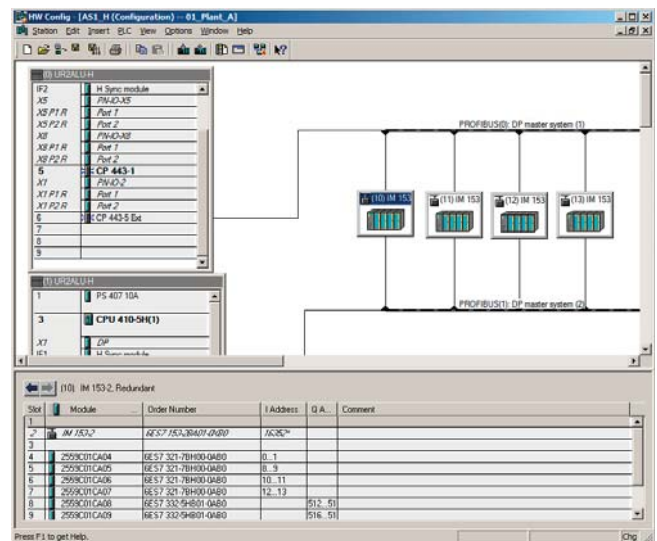 HW Config - [AS1_H (Configuration) -- 01_Plant_A]
Station Edit Insert PLC View Options Window Help
(0) UR2ALU-H
IF2 H Sync module
X5 PN-IO-X5
X5 P1 R Port 1
X5 P2 R Port 2
X8 PN-IO-X8
X8 P1 R Port 1
X8 P2 R Port 2
5 CP 443-1
X1 PN-IO-2
X1 P1 R Port 1
X1 P2 R Port 2
6 CP 443-5 Ext
7
8
9
PROFIBUS(0): DP master system (1)
(10) IM 153 (11) IM 153 (12) IM 153 (13) IM 153
(1) UR2ALU-H
1 PS 407 10A
3 CPU 410-5H(1)
X1 DP
IF1 H Sync module
PROFIBUS(1): DP master system (2)
(10) IM 153-2, Redundant
Slot Module ... Order Number I Address Q A... Comment
1
2 IM 153-2 6ES7 153-2BA01-0XB0 16352*
3
4 2559C01CA04 6ES7 321-7BH00-0AB0 0...1
5 2559C01CA05 6ES7 321-7BH00-0AB0 8...9
6 2559C01CA06 6ES7 321-7BH00-0AB0 10...11
7 2559C01CA07 6ES7 321-7BH00-0AB0 12...13
8 2559C01CA08 6ES7 332-5HB01-0AB0 512...51
9 2559C01CA09 6ES7 332-5HB01-0AB0 516...51
Press F1 to get Help. Chg